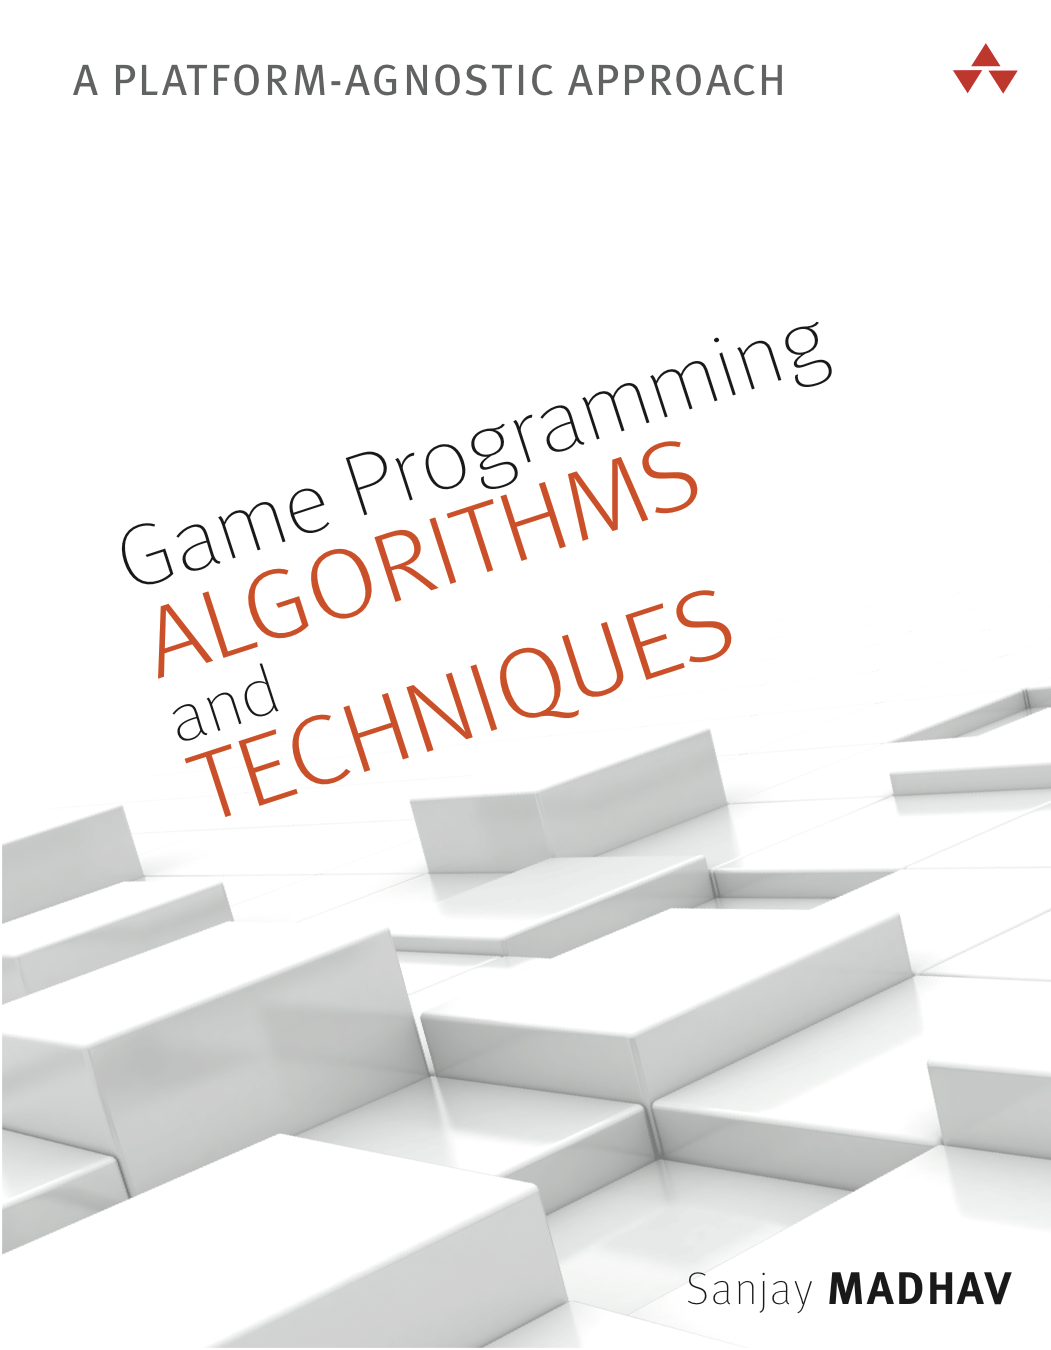 A PLATFORM-AGNOSTIC APPROACH
Game Programming
ALGORITHMS
and
TECHNIQUES
Sanjay MADHAV